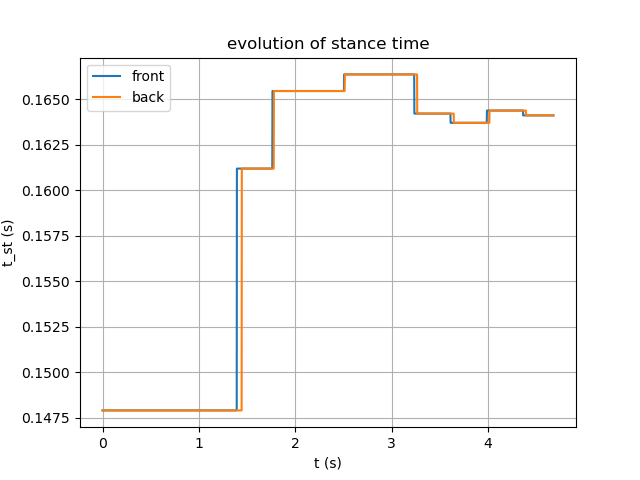 evolution of stance time
front
back
t_st (s)
0.1650
0.1625
0.1600
0.1575
0.1550
0.1525
0.1500
0.1475
0 1 2 3 4
t (s)